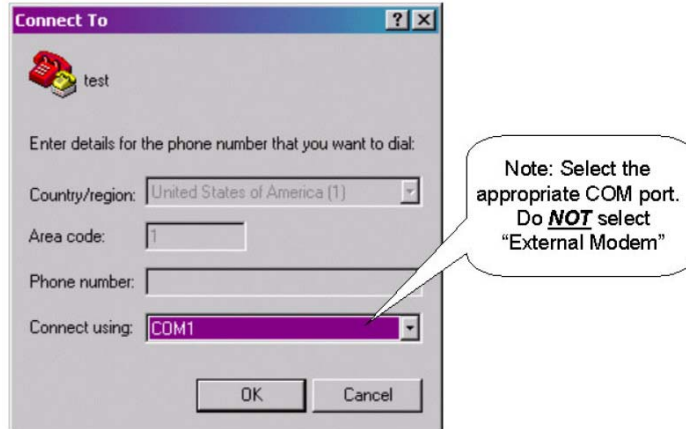 Connect To
test
Enter details for the phone number that you want to dial:
Country/region: United States of America (1)
Area code: 1
Phone number:
Connect using: COM1
OK Cancel
Note: Select the
appropriate COM port.
Do NOT select
“External Modem”